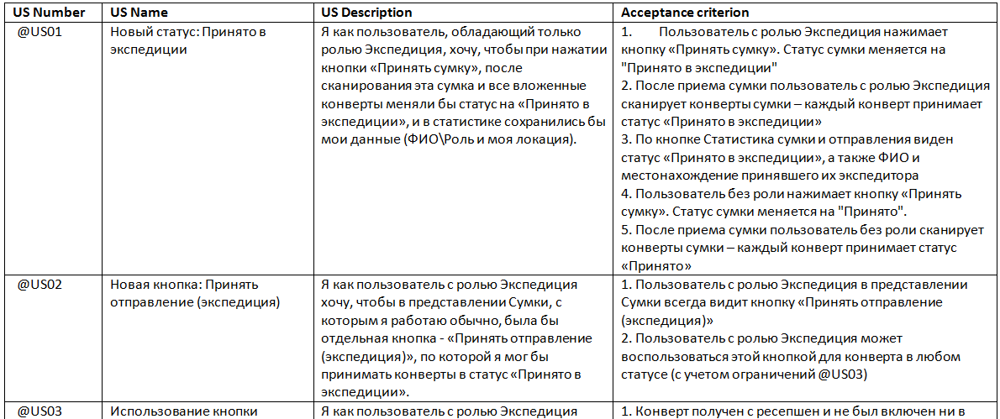 US Number US Name US Description Acceptance criterion
@US01
Новый статус: Принято в
экспедиции
Я как пользователь, обладающий только
ролью Экспедиция, хочу, чтобы при нажатии
кнопки «Принять сумку», после
сканирования эта сумка и все вложенные
конверты меняли бы статус на «Принято в
экспедиции», и в статистике сохранились бы
мои данные (ФИО\Роль и моя локация).
1. Пользователь с ролью Экспедиция нажимает
кнопку «Принять сумку». Статус сумки меняется на
"Принято в экспедиции"
2. После приема сумки пользователь с ролью Экспедиция
сканирует конверты сумки – каждый конверт принимает
статус «Принято в экспедиции»
3. По кнопке Статистика сумки и отправления виден
статус «Принято в экспедиции», а также ФИО и
местонахождение принявшего их экспедитора
4. Пользователь без роли нажимает кнопку «Принять
сумку». Статус сумки меняется на "Принято".
5. После приема сумки пользователь без роли сканирует
конверты сумки – каждый конверт принимает статус
«Принято»
@US02
Новая кнопка: Принять
отправление (экспедиция)
Я как пользователь с ролью Экспедиция
хочу, чтобы в представлении Сумки, с
которым я работаю обычно, была бы
отдельная кнопка - «Принять отправление
(экспедиция)», по которой я мог бы
принимать конверты в статус «Принято в
экспедиции».
1. Пользователь с ролью Экспедиция в представлении
Сумки всегда видит кнопку «Принять отправление
(экспедиция)»
2. Пользователь с ролью Экспедиция может
воспользоваться этой кнопкой для конверта в любом
статусе (с учетом ограничений @US03)
@US03
Использование кнопки
Я как пользователь с ролью Экспедиция
1. Конверт получен с ресепшен и не был включен ни в